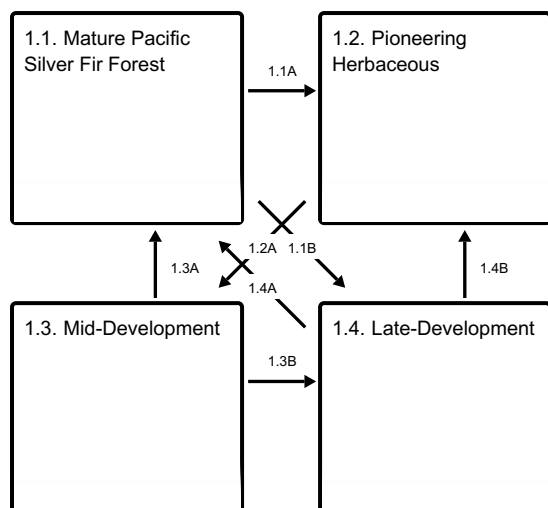 1.1. Mature Pacific
Silver Fir Forest
1.2. Pioneering
Herbaceous
1.1A
1.2A
1.1B
1.3A
1.4A
1.4B
1.3. Mid-Development
1.4. Late-Development
1.3B